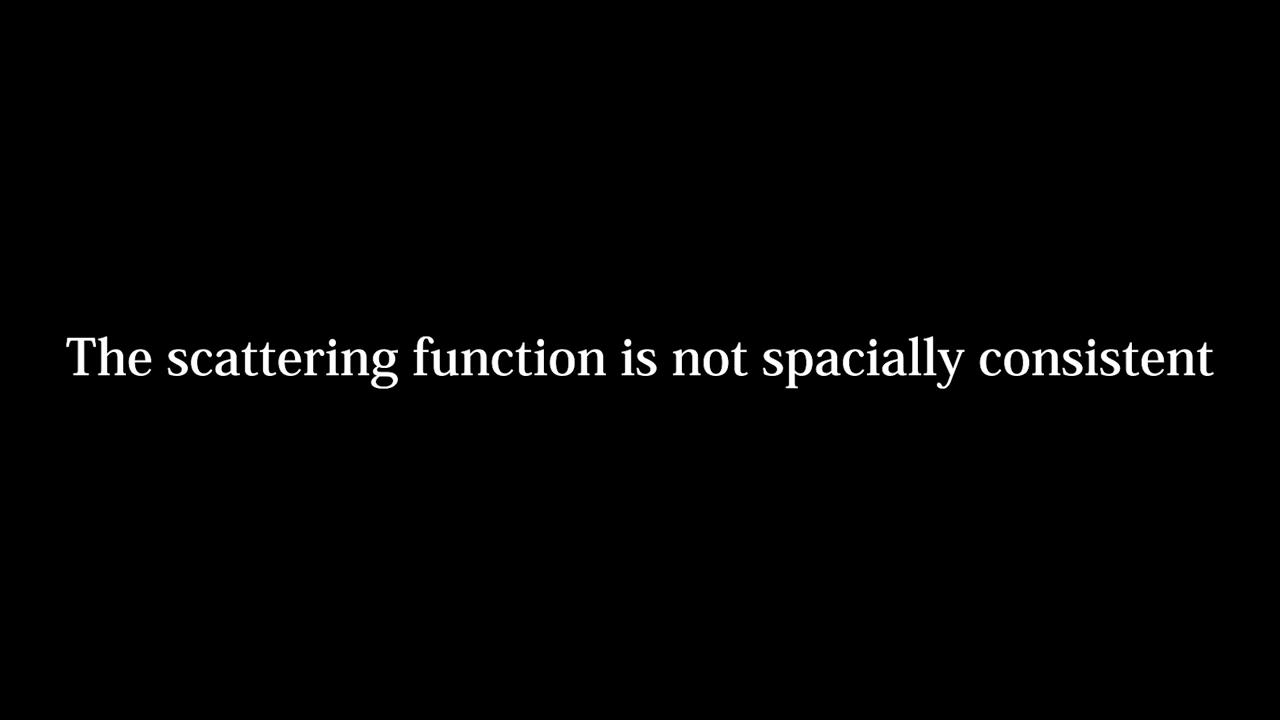 The scattering function is not spacially consistent